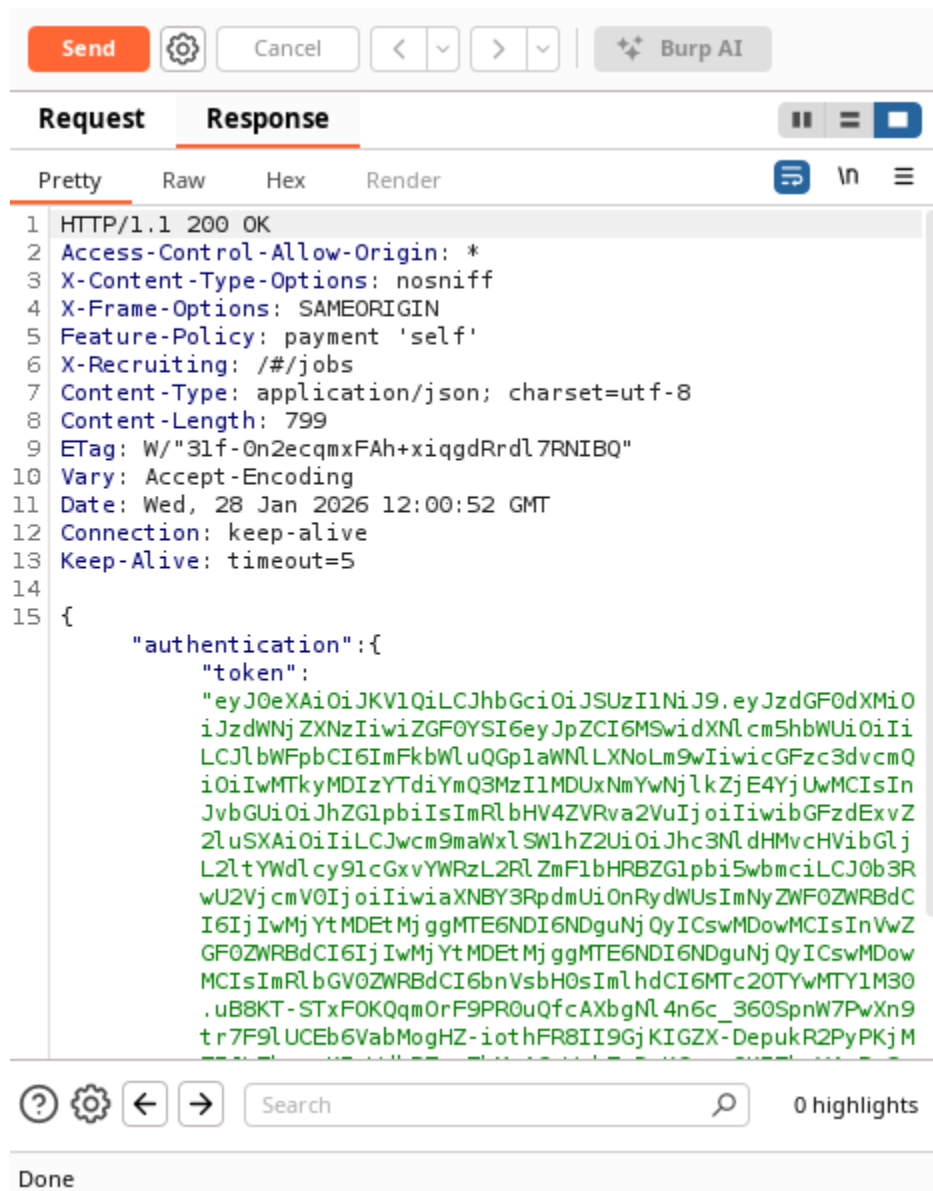 Send Cancel Burp AI
Request Response
Pretty Raw Hex Render \n
1 HTTP/1.1 200 OK
2 Access-Control-Allow-Origin: *
3 X-Content-Type-Options: nosniff
4 X-Frame-Options: SAMEORIGIN
5 Feature-Policy: payment 'self'
6 X-Recruiting: /#/jobs
7 Content-Type: application/json; charset=utf-8
8 Content-Length: 799
9 ETag: W/"31f-0n2ecqmxFAh+xiqgdRrdl7RNIBQ"
10 Vary: Accept-Encoding
11 Date: Wed, 28 Jan 2026 12:00:52 GMT
12 Connection: keep-alive
13 Keep-Alive: timeout=5
14
15 {
"authentication":{
"token":
"eyJ0eXAiOiJKV1QiLCJhbGciOiJSUzI1NiJ9.eyJzdGF0dXMiO
iJzdWNjZXNzIiwiZGF0YSI6eyJpZCI6MSwidXNlcm5hbWUiOiIi
LCJlbWFpbCI6ImFkbWluQGp1aWNlLXNoLm9wIiwicGFzc3dvcmQ
iOiIwMTkyMDIzYTdiYmQ3MzI1MDUxNmYwNjlkZjE4YjUwMCIsIn
JvbGUiOiJhZG1pbiIsImRlbHV4ZVRva2VuIjoiIiwibGFzdExvZ
2luSXAiOiIiLCJwcm9maWxlSW1hZ2UiOiJhc3NldHMvcHVibGlj
L2ltYWdlcy91cGxvYWRzL2RlZmF1bHRBZG1pbi5wbmciLCJ0b3R
wU2VjcmV0IjoiIiwiaXNBY3RpdmUiOnRydWUsImNyZWF0ZWRBdC
I6IjIwMjYtMDEtMjggMTE6NDI6NDguNjQyICswMDowMCIsInVwZ
GF0ZWRBdCI6IjIwMjYtMDEtMjggMTE6NDI6NDguNjQyICswMDow
MCIsImRlbGV0ZWRBdCI6bnVsbH0sImlhdCI6MTc2OTYwMTY1M30
.uB8KT-STxFOKQqmOrF9PR0uQfcAXbgNl4n6c_360SpnW7PwXn9
tr7F9lUCEb6VabMogHZ-iothFR8II9GjKIGZX-DepukR2PyPKjM
Search 0 highlights
Done